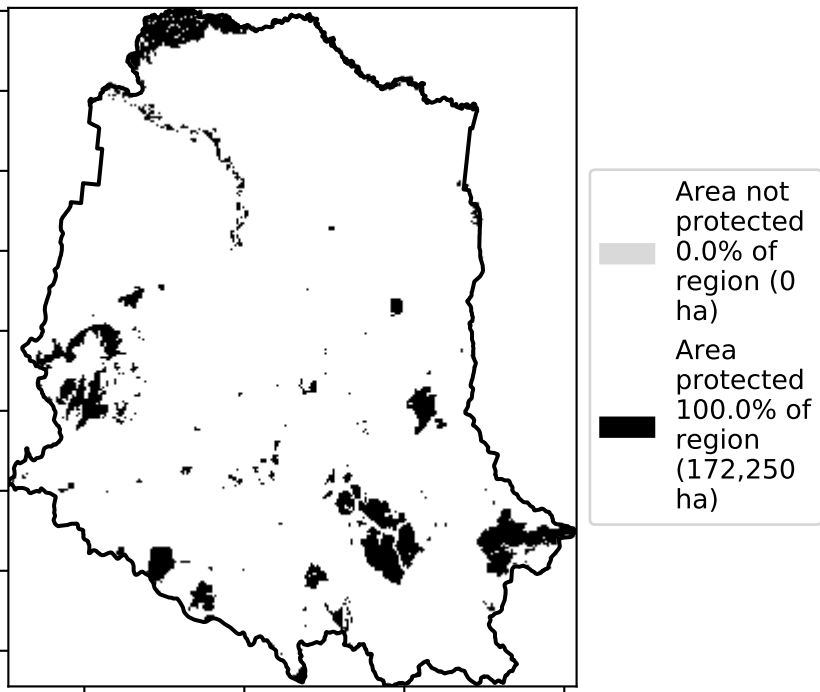 Area not
protected
0.0% of
region (0
ha)
Area
protected
100.0% of
region
(172,250
ha)